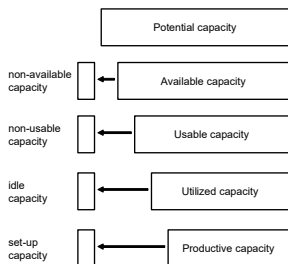 Potential capacity
non-available
capacity
Available capacity
non-usable
capacity
Usable capacity
idle
capacity
Utilized capacity
set-up
capacity
Productive capacity